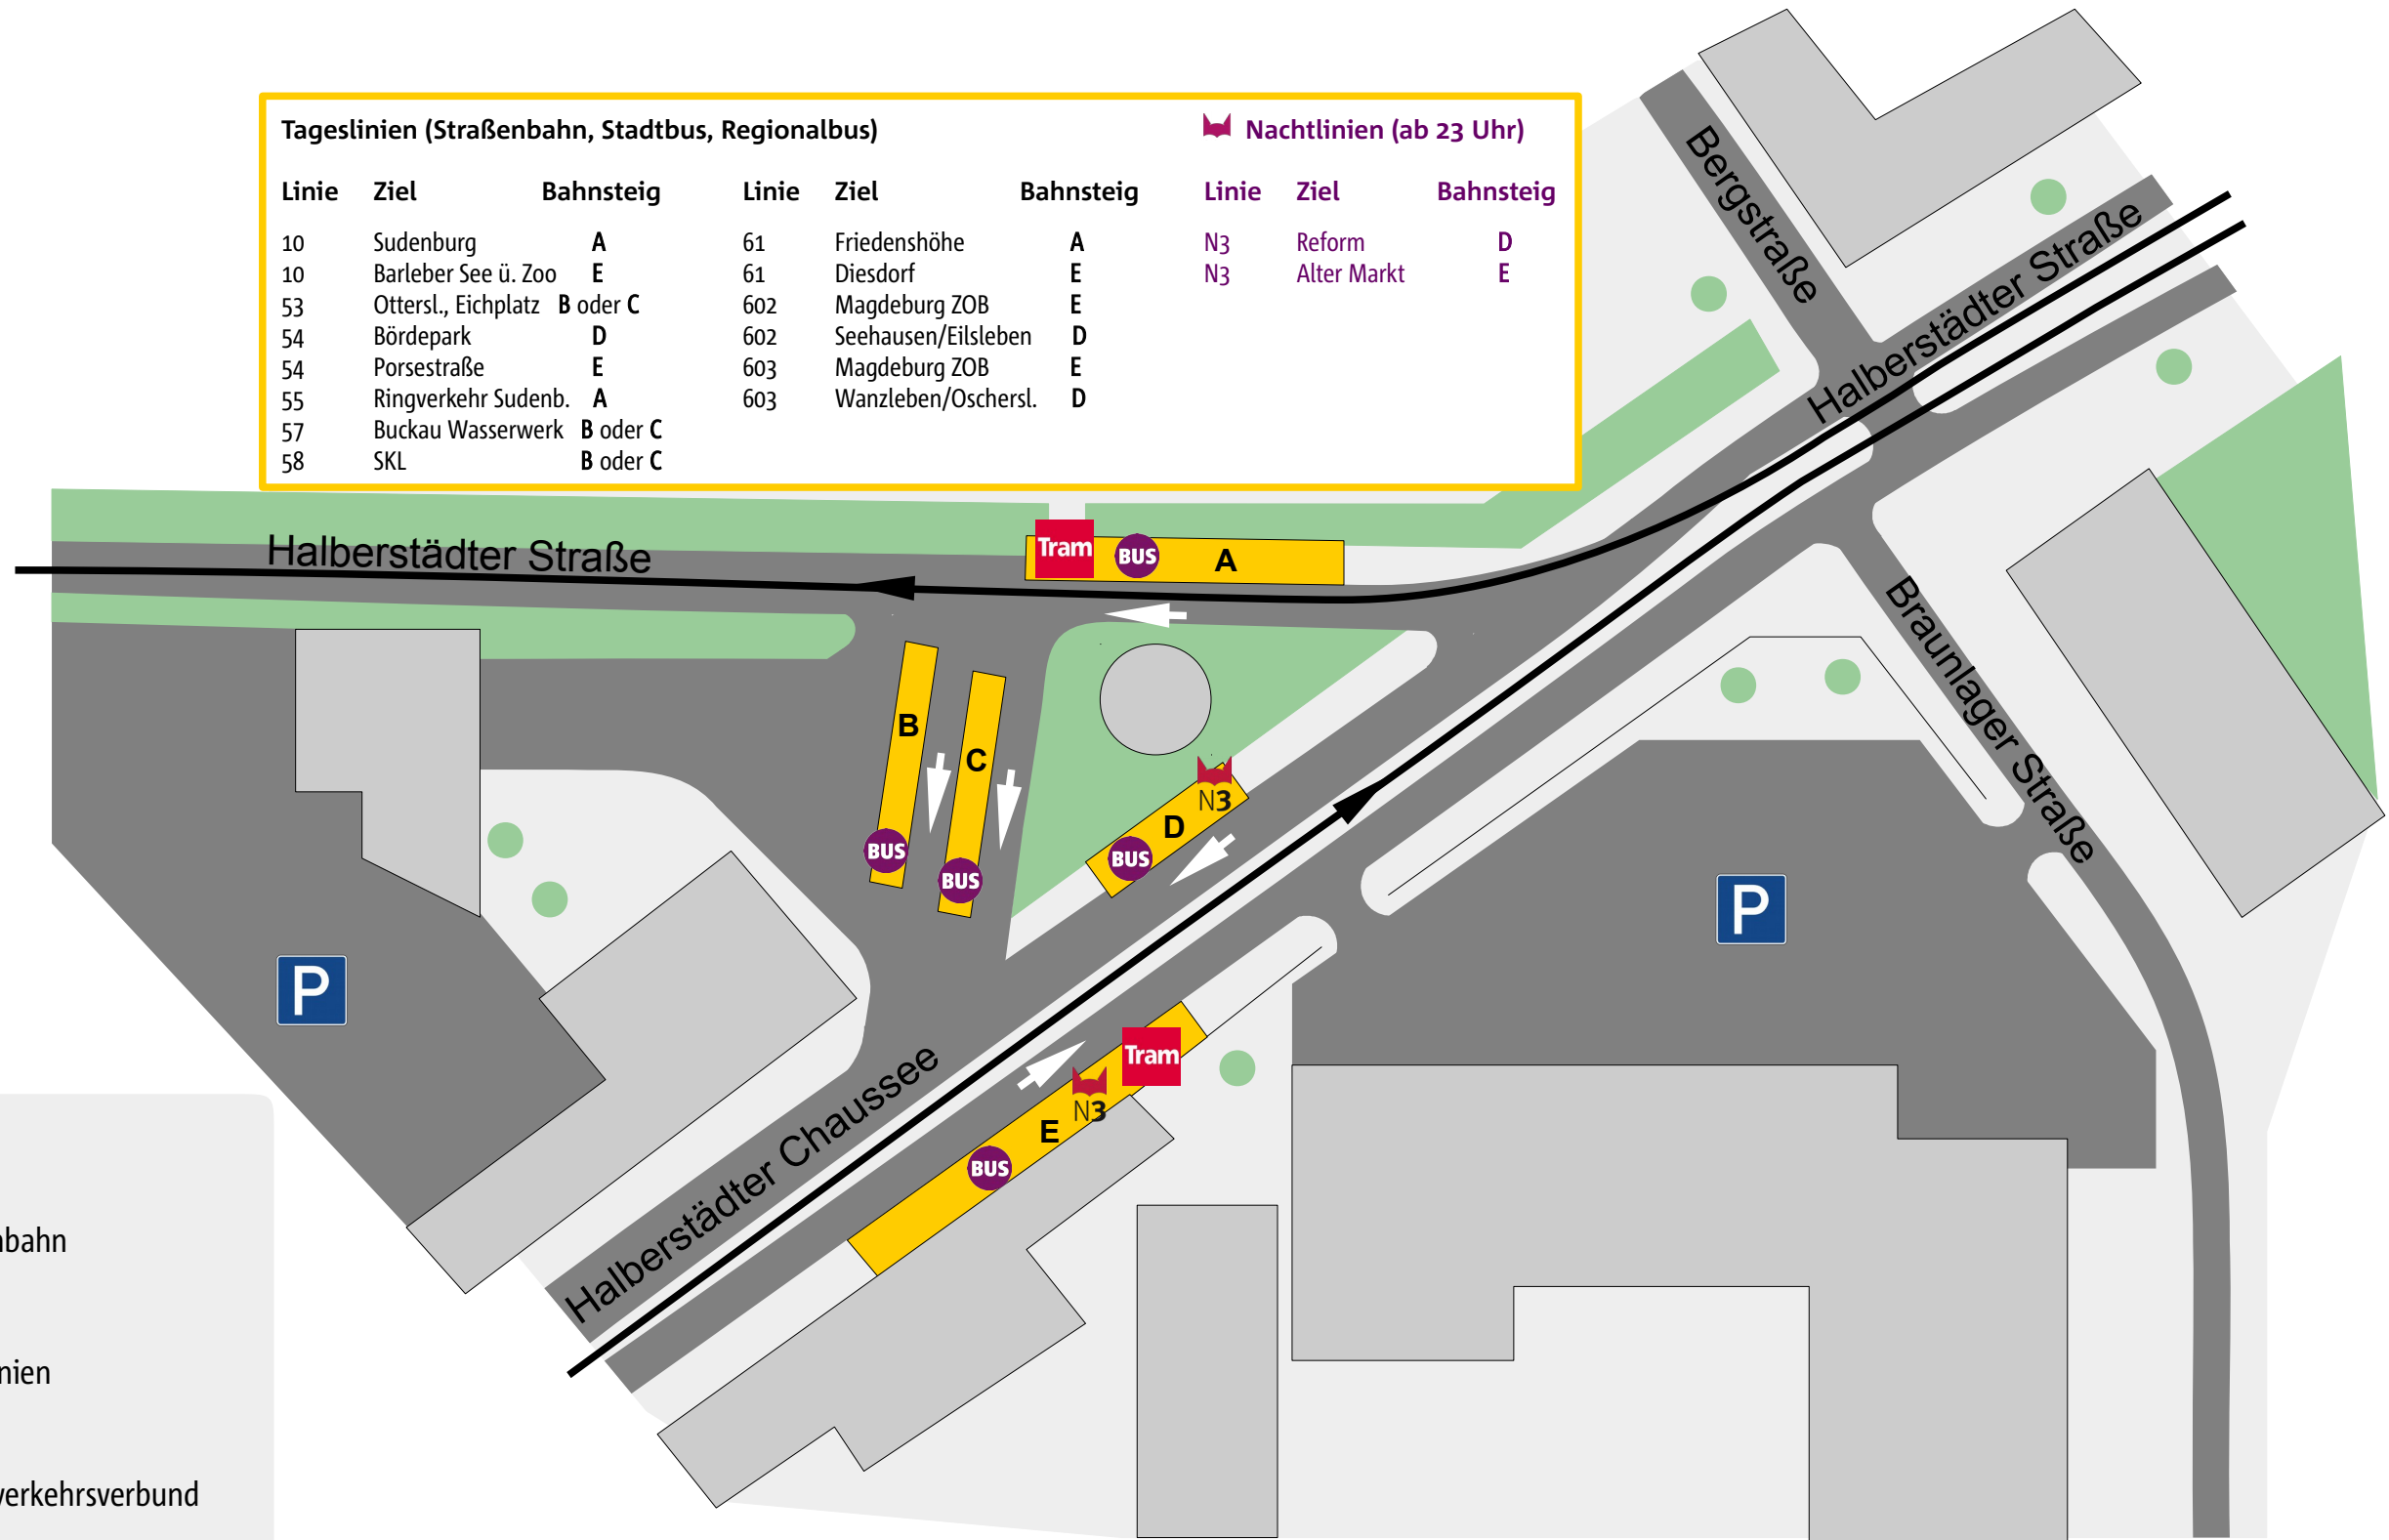 Tageslinien (Straßenbahn, Stadtbus, Regionalbus)
Linie Ziel Bahnsteig
10 Sudenburg A
10 Barleber See ü. Zoo E
53 Ottersl., Eichplatz B oder C
54 Bördepark D
54 Porsestraße E
55 Ringverkehr Sudenb. A
57 Buckau Wasserwerk B oder C
58 SKL B oder C
Linie Ziel Bahnsteig
61 Friedenshöhe A
61 Diesdorf E
602 Magdeburg ZOB E
602 Seehausen/Eilsleben D
603 Magdeburg ZOB E
603 Wanzleben/Oschersl. D
Nachtlinien (ab 23 Uhr)
Linie Ziel Bahnsteig
N3 Reform D
N3 Alter Markt E
Bergstraße
Halberstädter Straße
Halberstädter Straße
Tram BUS A
Braunlager Straße
B
BUS
C
BUS
N3
D
BUS
P
P
Tram
N3
E
BUS
Halberstädter Chaussee
nbahn
nien
verkehrsverbund